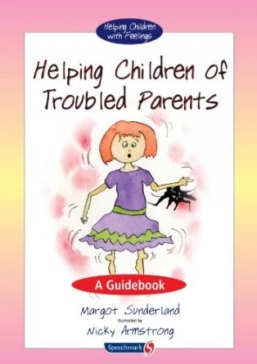 Helping Children
with Feelings
Helping Children of
Troubled Parents
A Guidebook
Margot Sunderland
Illustrated by
Nicky Armstrong
Speechmark